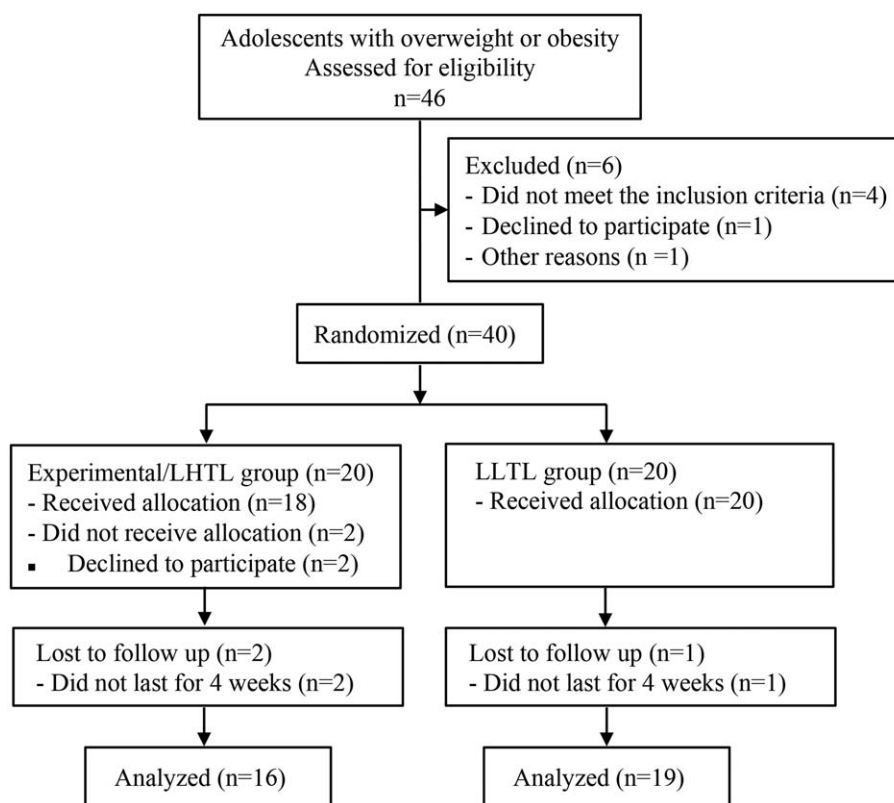 Adolescents with overweight or obesity
Assessed for eligibility
n=46
Excluded (n=6)
- Did not meet the inclusion criteria (n=4)
- Declined to participate (n=1)
- Other reasons (n =1)
Randomized (n=40)
Experimental/LHTL group (n=20)
- Received allocation (n=18)
- Did not receive allocation (n=2)
▪ Declined to participate (n=2)
LLTL group (n=20)
- Received allocation (n=20)
Lost to follow up (n=2)
- Did not last for 4 weeks (n=2)
Lost to follow up (n=1)
- Did not last for 4 weeks (n=1)
Analyzed (n=16)
Analyzed (n=19)